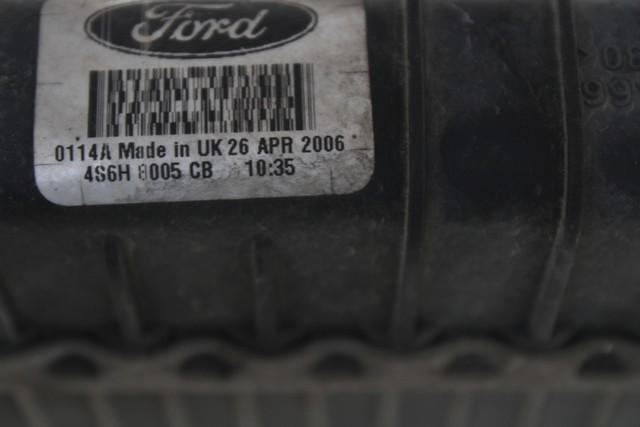 Ford
0114A Made in UK 26 APR 2006
4S6H 8005 CB 10:35